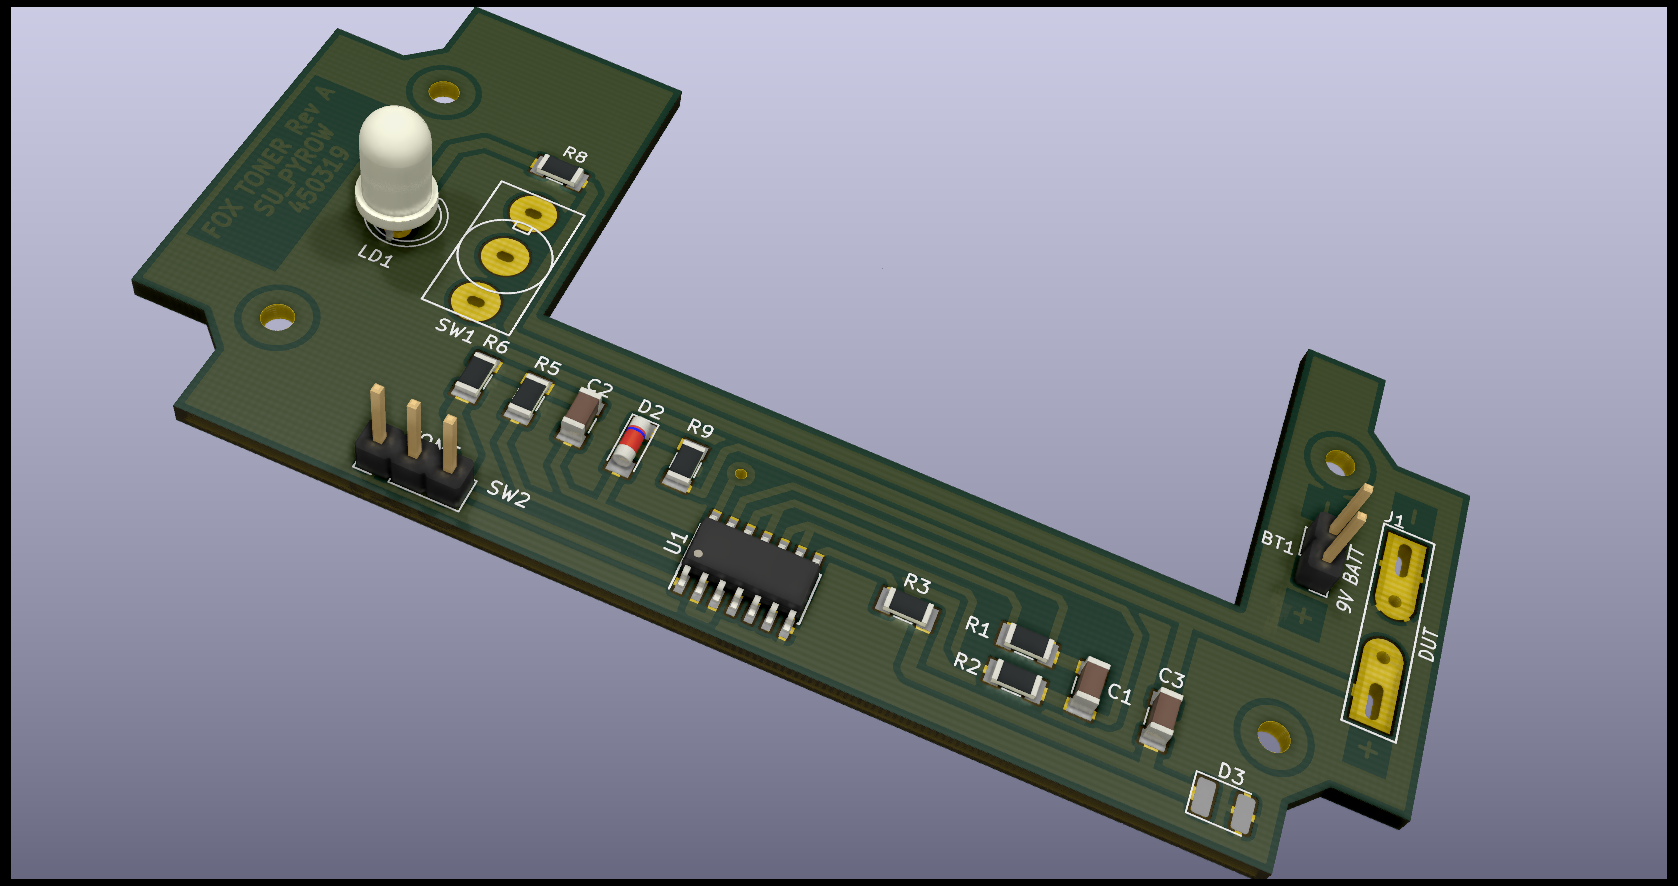 FOX TONER Rev A
SU_PYROW
450319
R8
LD1
SW1
R6
R5
C2
D2
R9
SW2
U1
R3
R1
R2
C1
C3
D3
BT1
9V BATT
J1
-
+
DUT
+